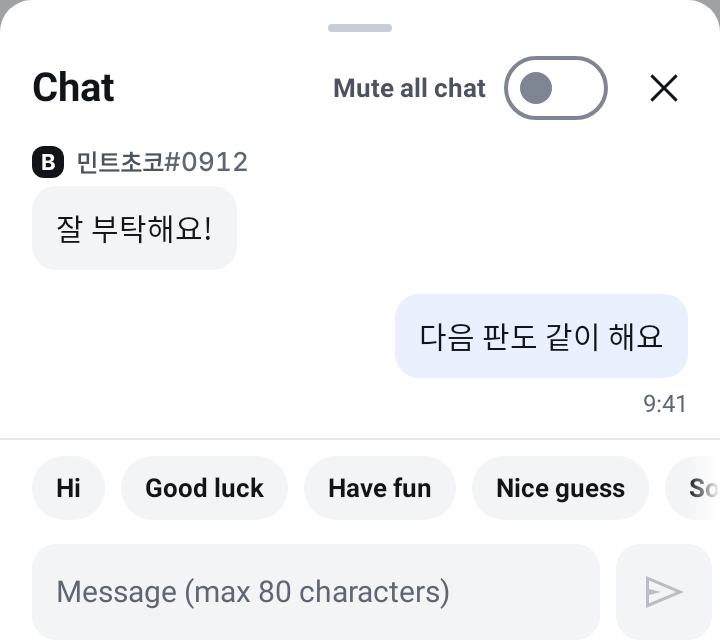 Chat
Mute all chat
B 민트초코#0912
잘 부탁해요!
다음 판도 같이 해요
9:41
Hi
Good luck
Have fun
Nice guess
Message (max 80 characters)